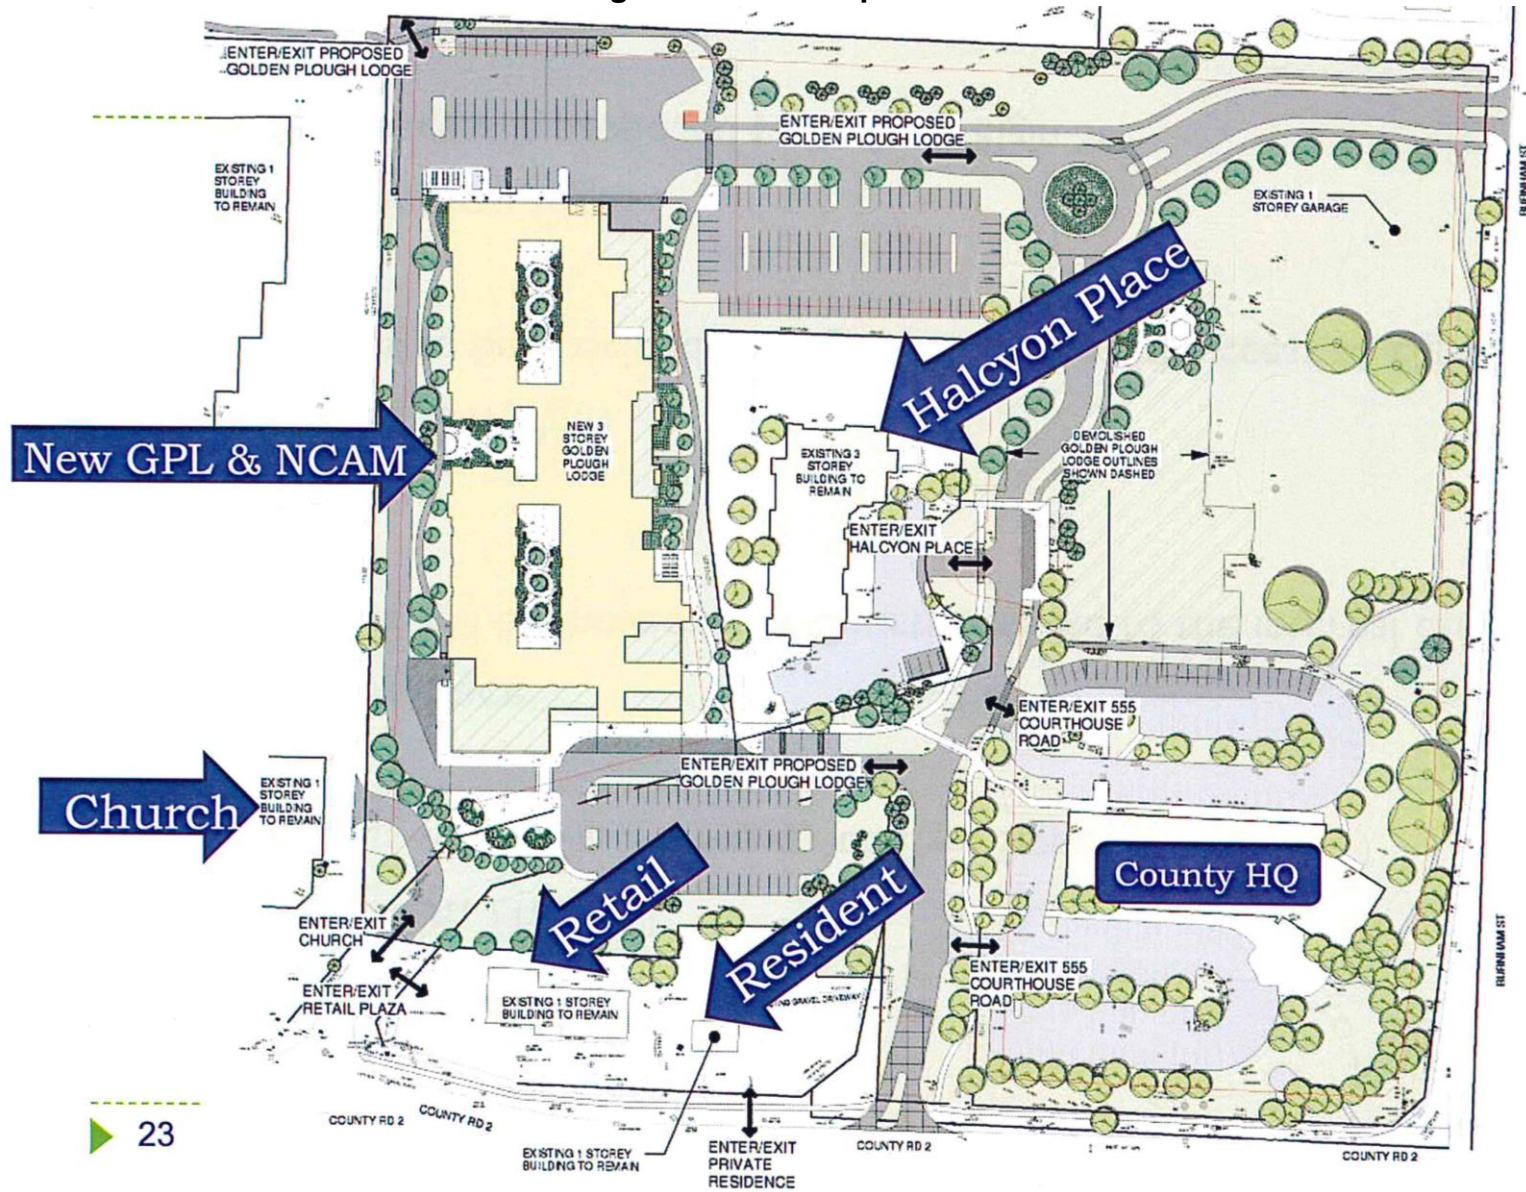 ENTER/EXIT PROPOSED
GOLDEN PLOUGH LODGE
ENTER/EXIT PROPOSED
GOLDEN PLOUGH LODGE
EXISTING 1
STOREY
BUILDING
TO REMAIN
EXISTING 1
STOREY GARAGE
BURNHAM ST
Halcyon Place
New GPL & NCAM
NEW 3
STOREY
GOLDEN
PLOUGH
LODGE
EXISTING 3
STOREY
BUILDING TO
REMAIN
DEMOLISHED
GOLDEN PLOUGH
LODGE OUTLINES
SHOWN DASHED
ENTER/EXIT
HALCYON PLACE
ENTER/EXIT 555
COURTHOUSE
ROAD
ENTER/EXIT PROPOSED
GOLDEN PLOUGH LODGE
Church
EXISTING 1
STOREY
BUILDING
TO REMAIN
County HQ
Retail
Resident
ENTER/EXIT
CHURCH
ENTER/EXIT
RETAIL PLAZA
EXISTING 1 STOREY
BUILDING TO REMAIN
GRAVEL DRIVEWAY
ENTER/EXIT 555
COURTHOUSE
ROAD
125
BURNHAM ST
COUNTY RD 2
COUNTY RD 2
EXISTING 1 STOREY
BUILDING TO REMAIN
ENTER/EXIT
PRIVATE
RESIDENCE
COUNTY RD 2
COUNTY RD 2
23